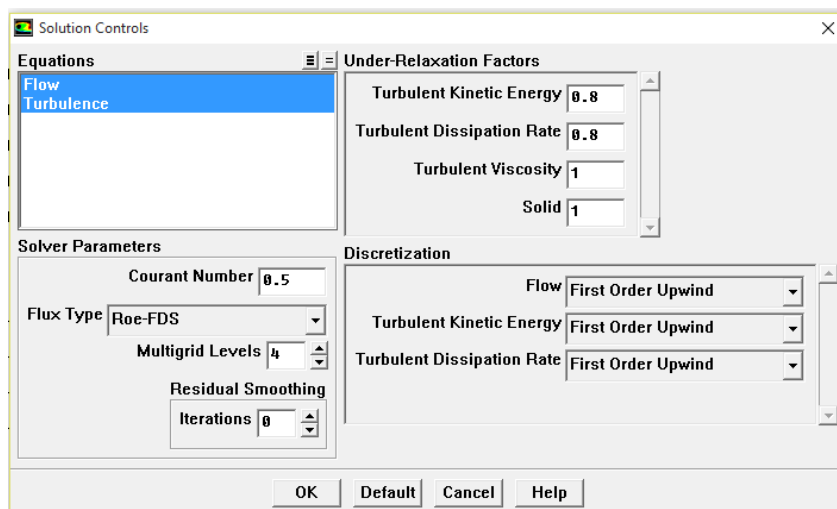 Solution Controls
Equations
Flow
Turbulence
Under-Relaxation Factors
Turbulent Kinetic Energy 0.8
Turbulent Dissipation Rate 0.8
Turbulent Viscosity 1
Solid 1
Solver Parameters
Courant Number 0.5
Flux Type Roe-FDS
Multigrid Levels 4
Residual Smoothing
Iterations 0
Discretization
Flow First Order Upwind
Turbulent Kinetic Energy First Order Upwind
Turbulent Dissipation Rate First Order Upwind
OK Default Cancel Help